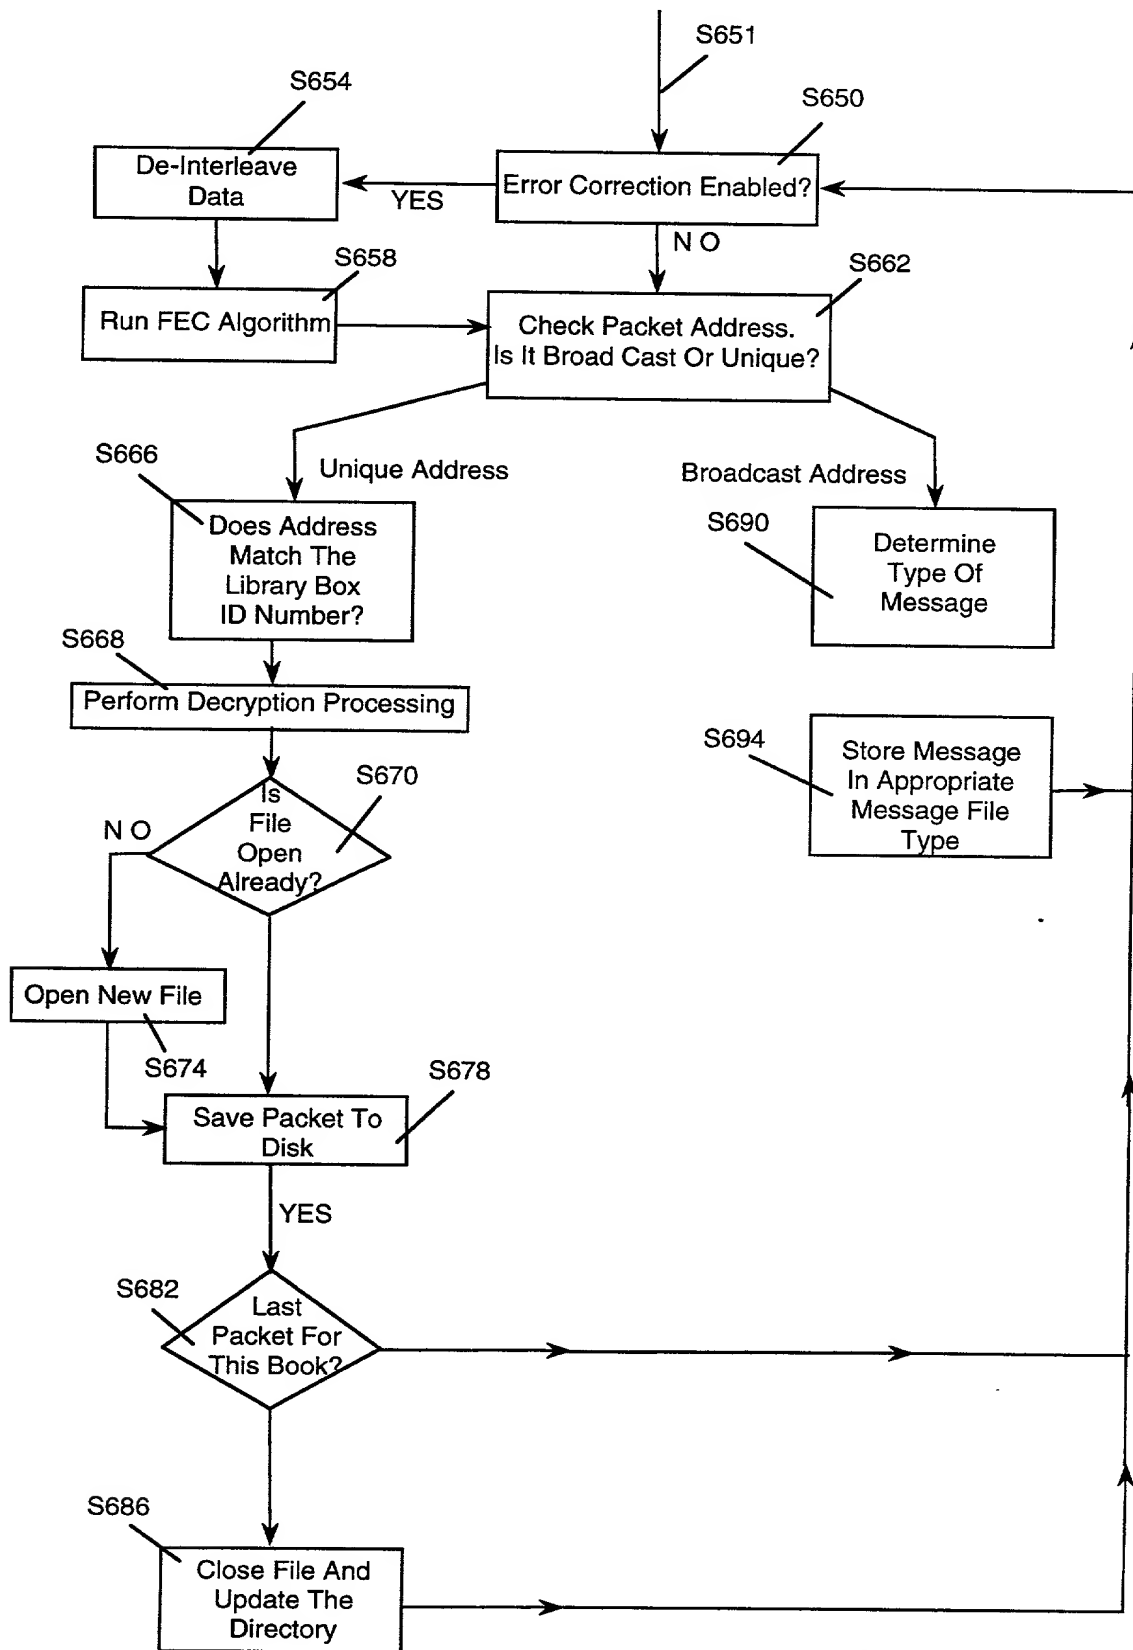 S651
S654
S650
De-Interleave
Data
YES
Error Correction Enabled?
N O
S658
S662
Run FEC Algorithm
Check Packet Address.
Is It Broad Cast Or Unique?
S666
Unique Address
Broadcast Address
Does Address
Match The
Library Box
ID Number?
S690
Determine
Type Of
Message
S668
Perform Decryption Processing
S694
Store Message
In Appropriate
Message File
Type
S670
Is
File
Open
Already?
N O
Open New File
S674
S678
Save Packet To
Disk
YES
S682
Last
Packet For
This Book?
S686
Close File And
Update The
Directory